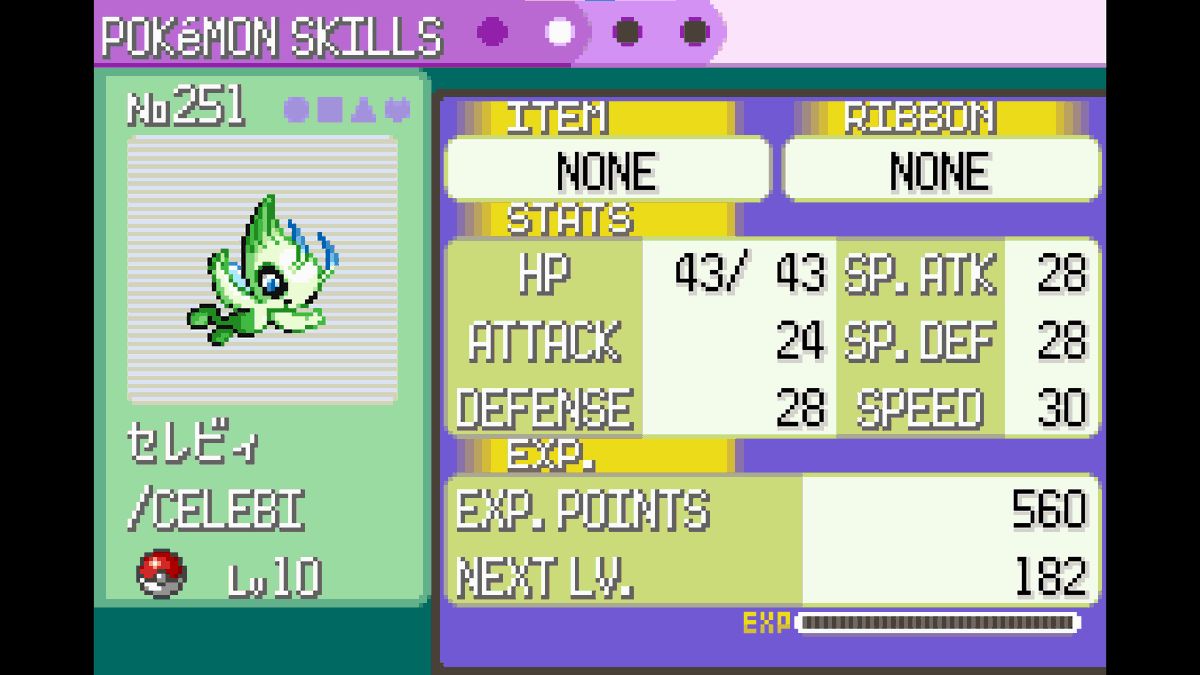 POKéMON SKILLS
No251
セレビィ
/CELEBI
Lv10
ITEM RIBBON
NONE NONE
STATS
HP 43/ 43 SP. ATK 28
ATTACK 24 SP. DEF 28
DEFENSE 28 SPEED 30
EXP.
EXP. POINTS 560
NEXT LV. 182
EXP